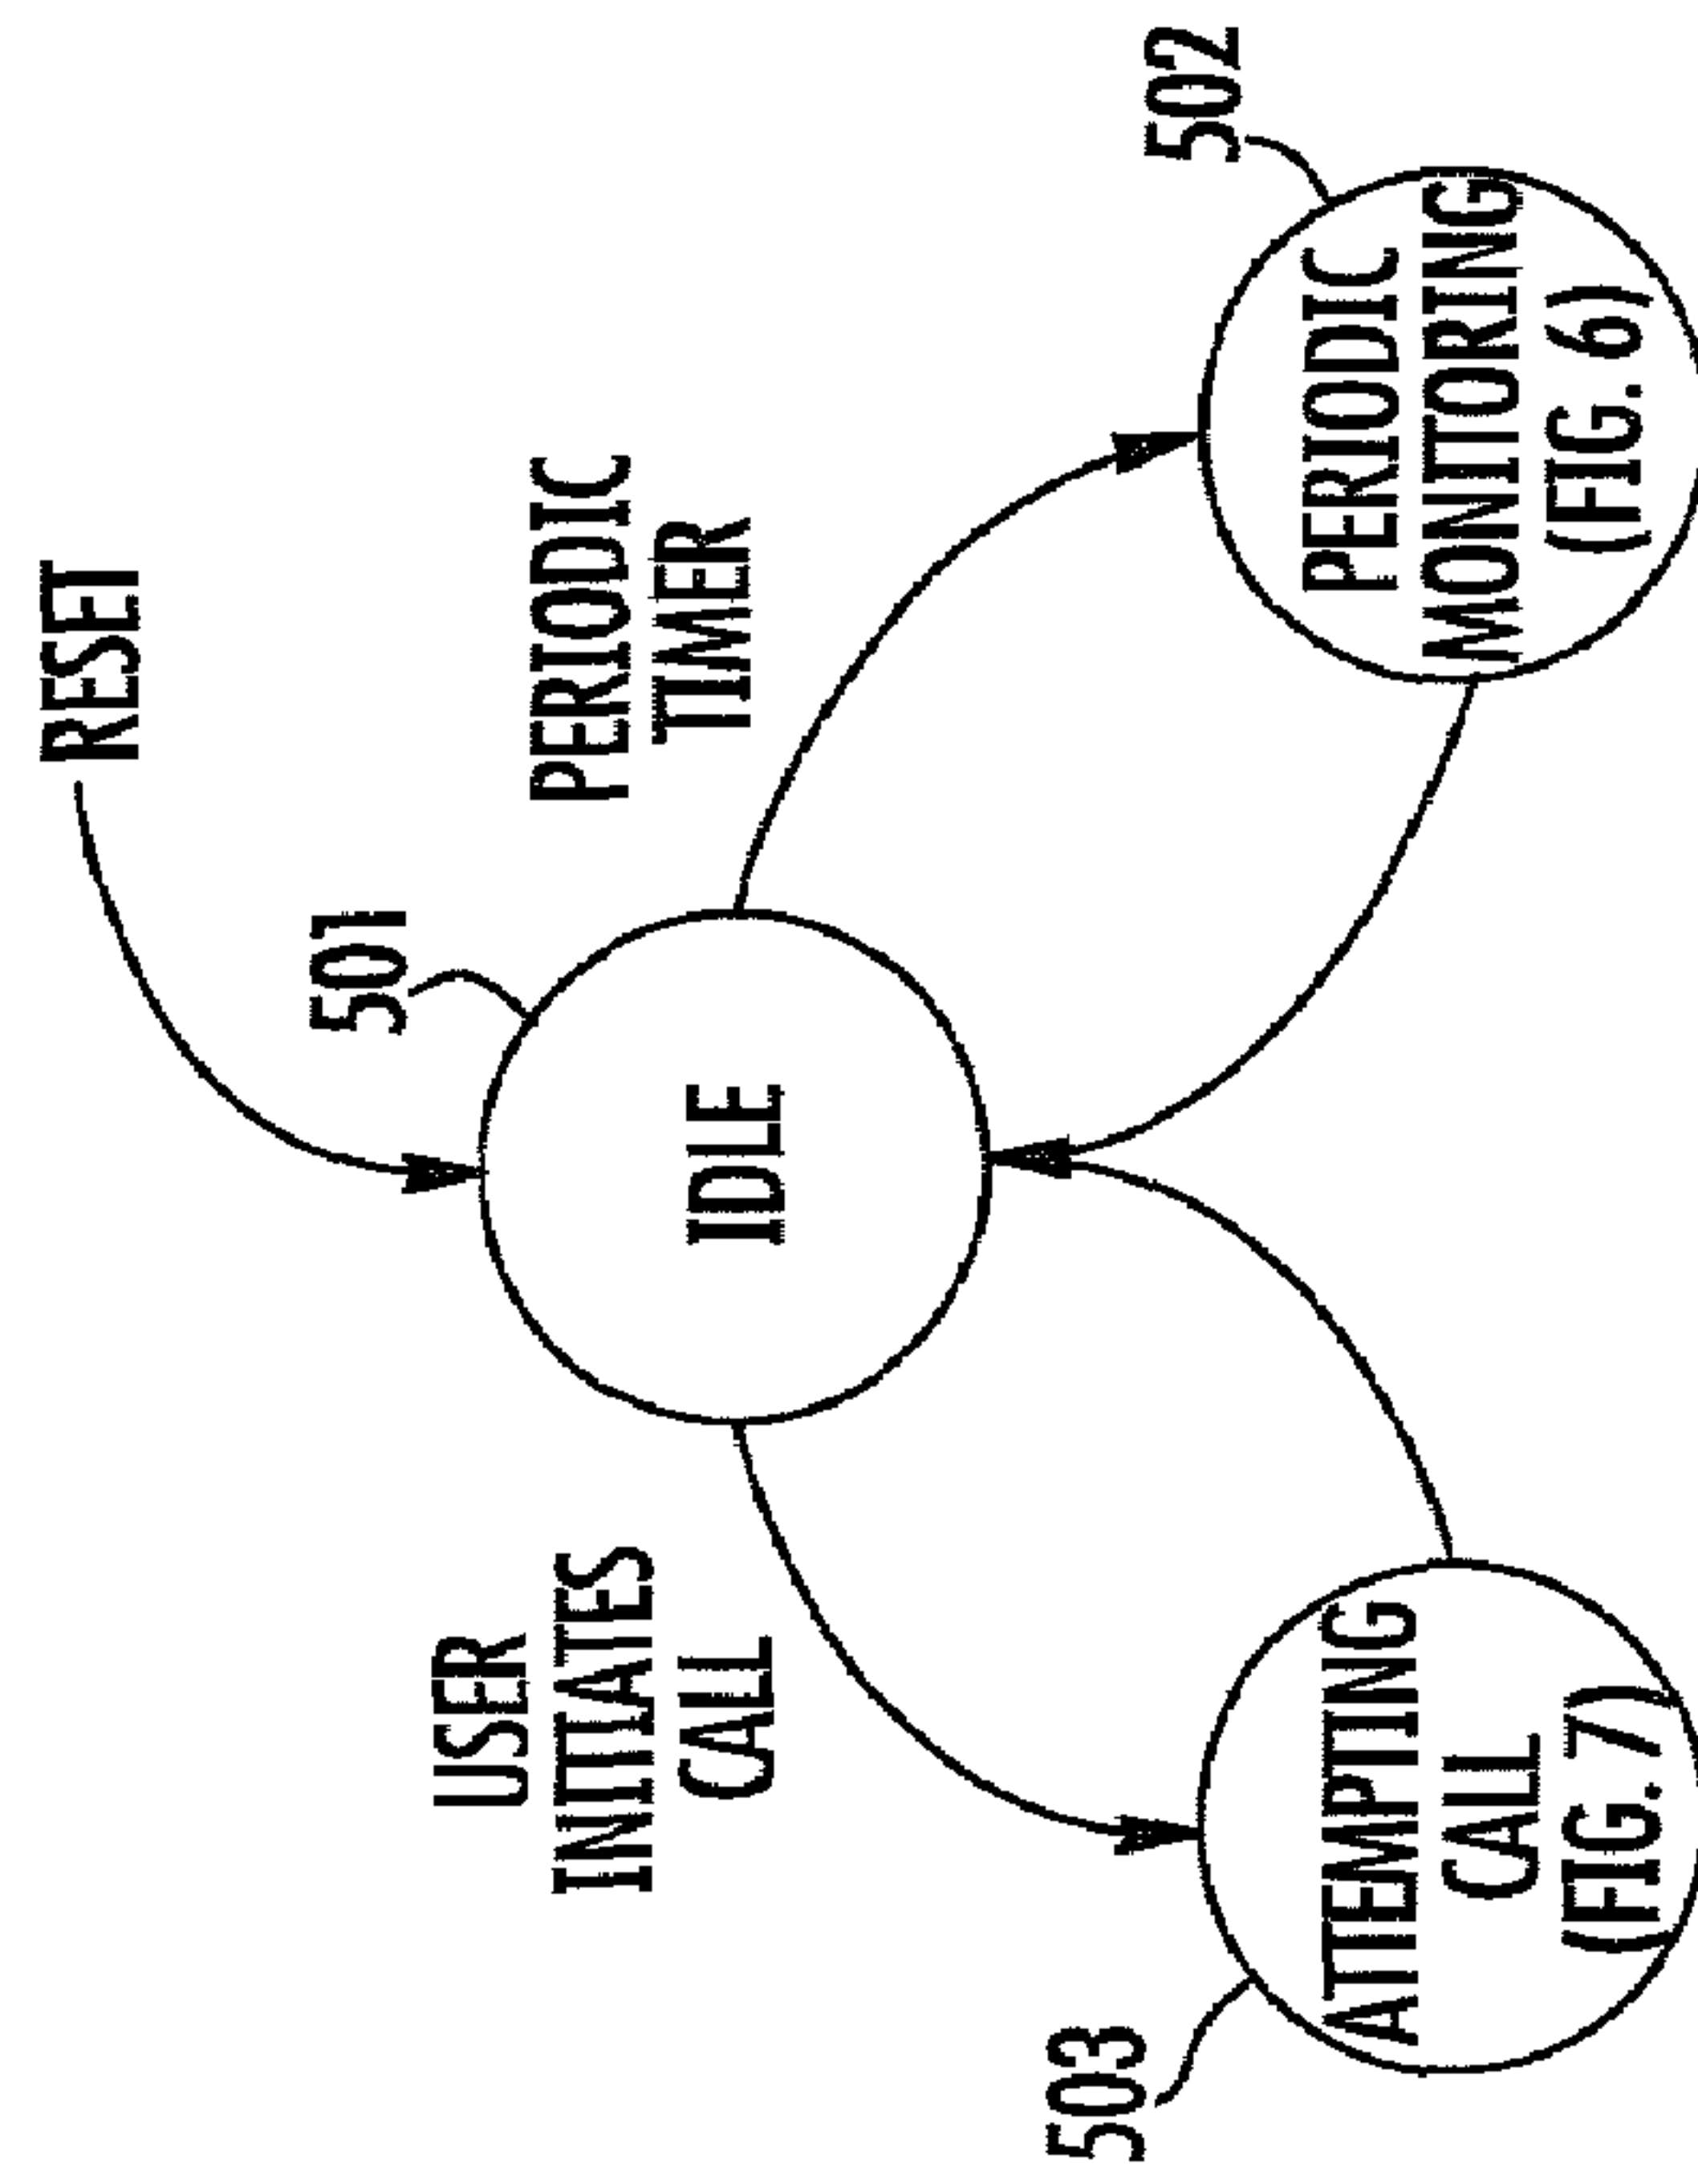 RESET
501
PERIODIC
TIMER
502
USER
INITIATES
CALL
IDLE
503
ATTEMPTING
CALL
(FIG. 7)
PERIODIC
MONITORING
(FIG. 6)